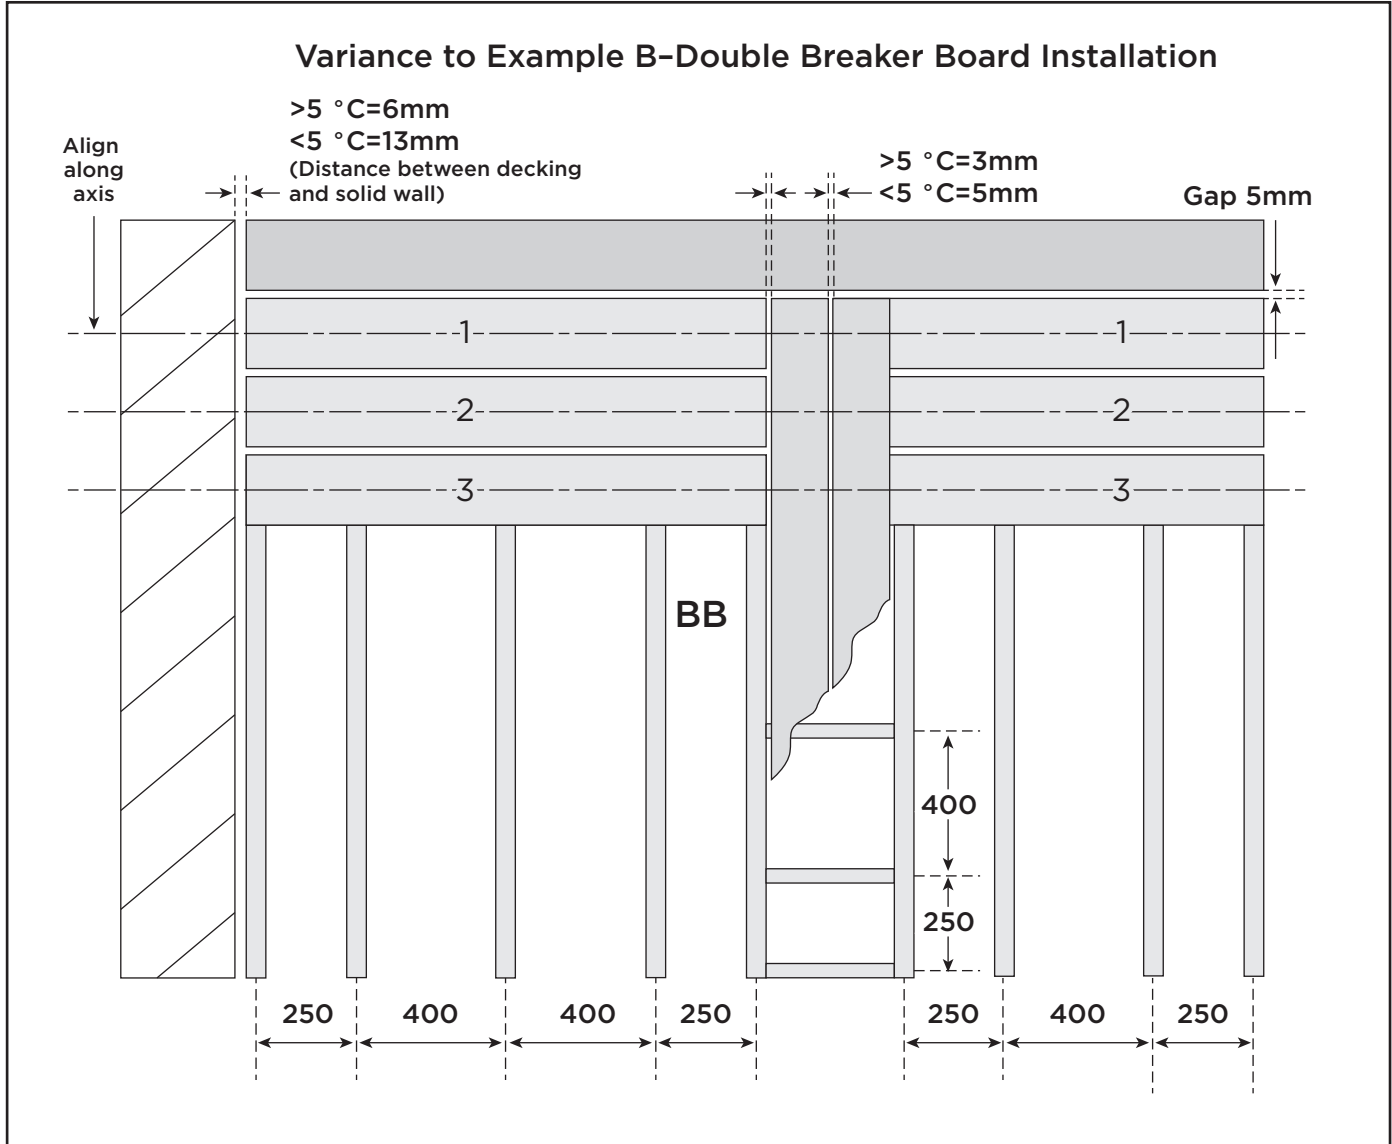 Variance to Example B–Double Breaker Board Installation
>5 °C=6mm
<5 °C=13mm
(Distance between decking
and solid wall)
Align
along
axis
>5 °C=3mm
<5 °C=5mm
Gap 5mm
1
1
2
2
3
3
BB
400
250
250
400
400
250
250
400
250